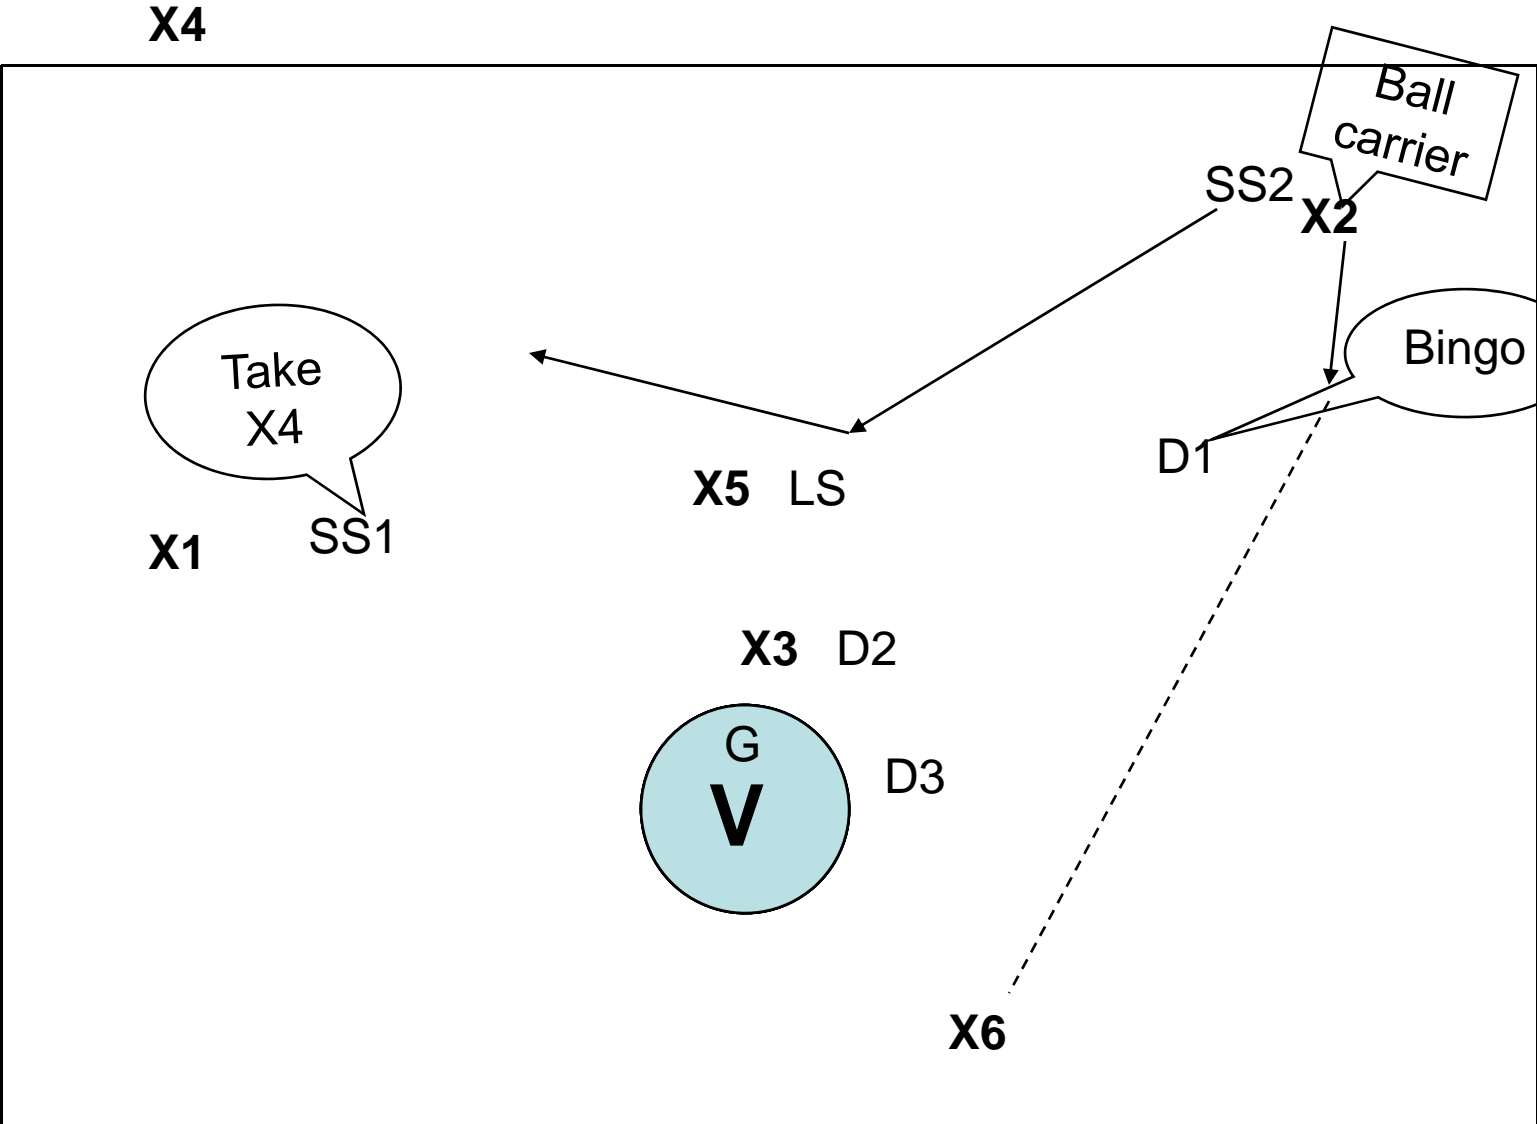 X4
Ball
carrier
SS2
X2
Bingo
Take
X4
D1
X5 LS
SS1
X1
X3 D2
G
D3
V
X6